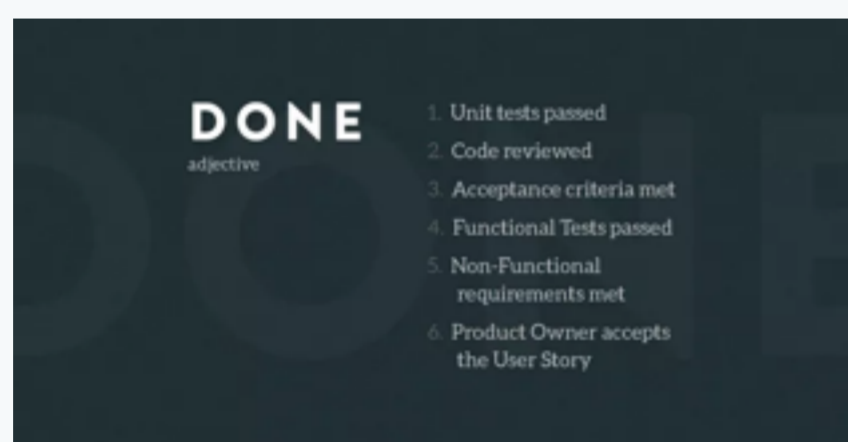 DONE
adjective
1. Unit tests passed
2. Code reviewed
3. Acceptance criteria met
4. Functional Tests passed
5. Non-Functional
requirements met
6. Product Owner accepts
the User Story